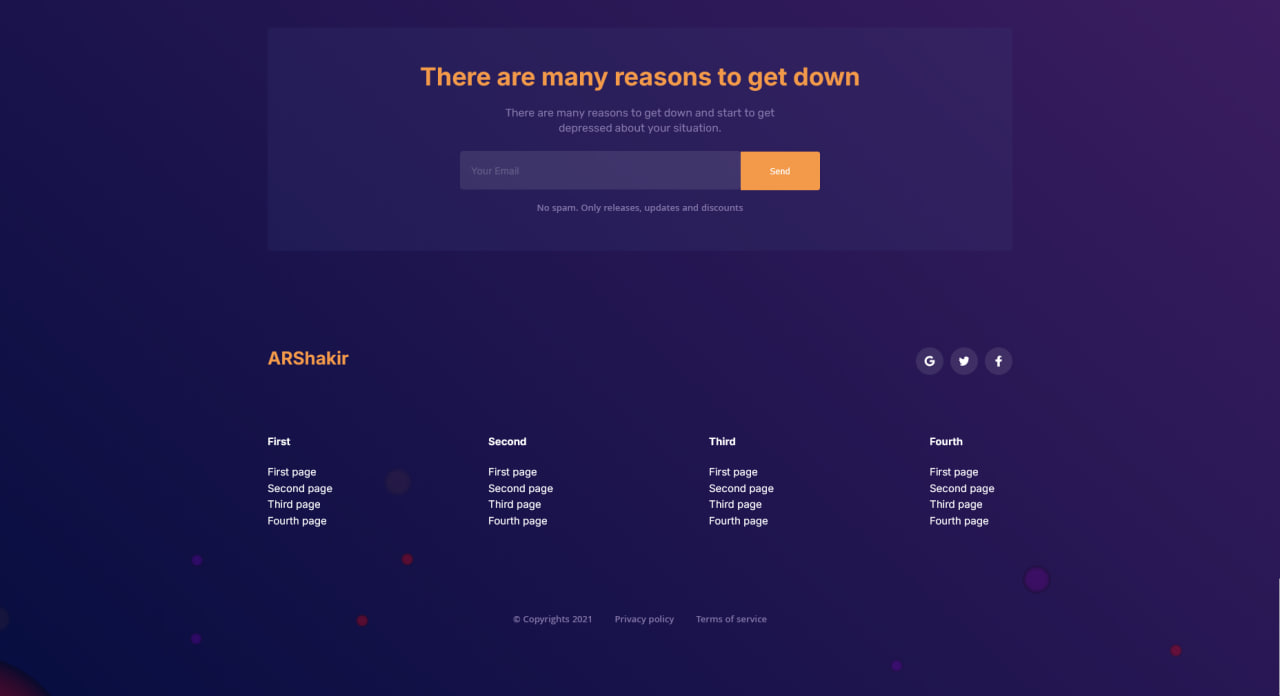 There are many reasons to get down
There are many reasons to get down and start to get
depressed about your situation.
Your Email
Send
No spam. Only releases, updates and discounts
ARShakir
First
First page
Second page
Third page
Fourth page
Second
First page
Second page
Third page
Fourth page
Third
First page
Second page
Third page
Fourth page
Fourth
First page
Second page
Third page
Fourth page
© Copyrights 2021
Privacy policy
Terms of service